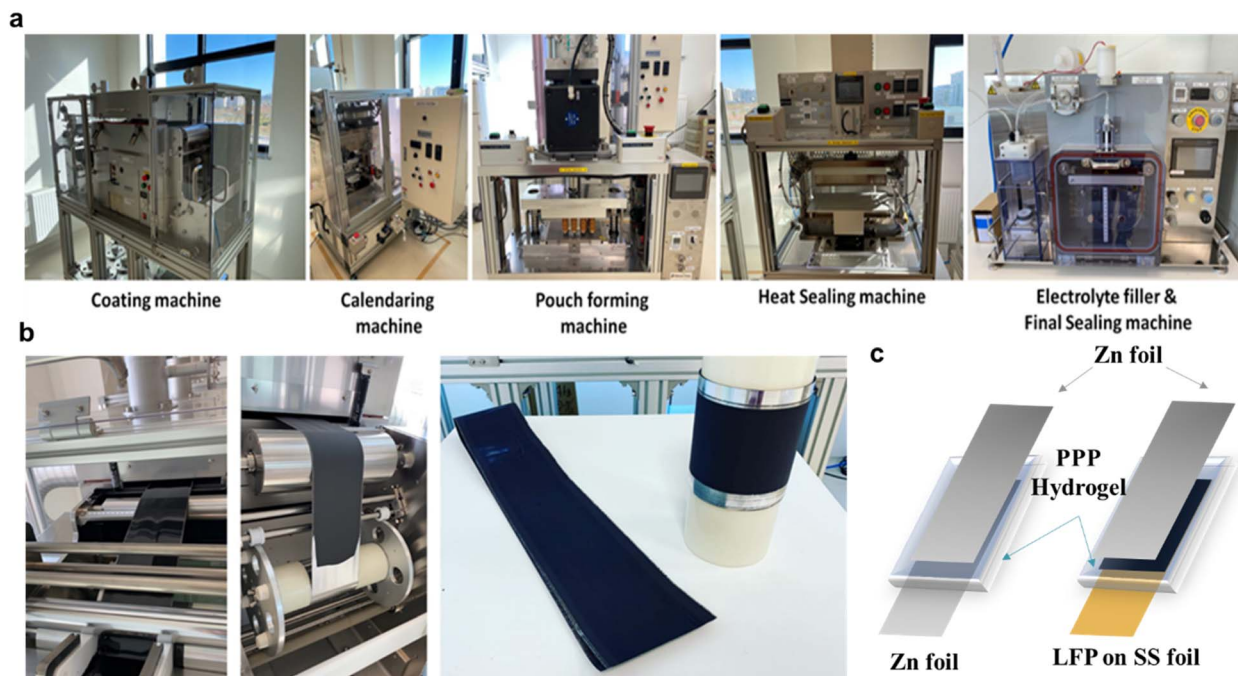 a
Coating machine
Calendaring
machine
Pouch forming
machine
Heat Sealing machine
Electrolyte filler &
Final Sealing machine
b
c
Zn foil
PPP
Hydrogel
Zn foil
LFP on SS foil